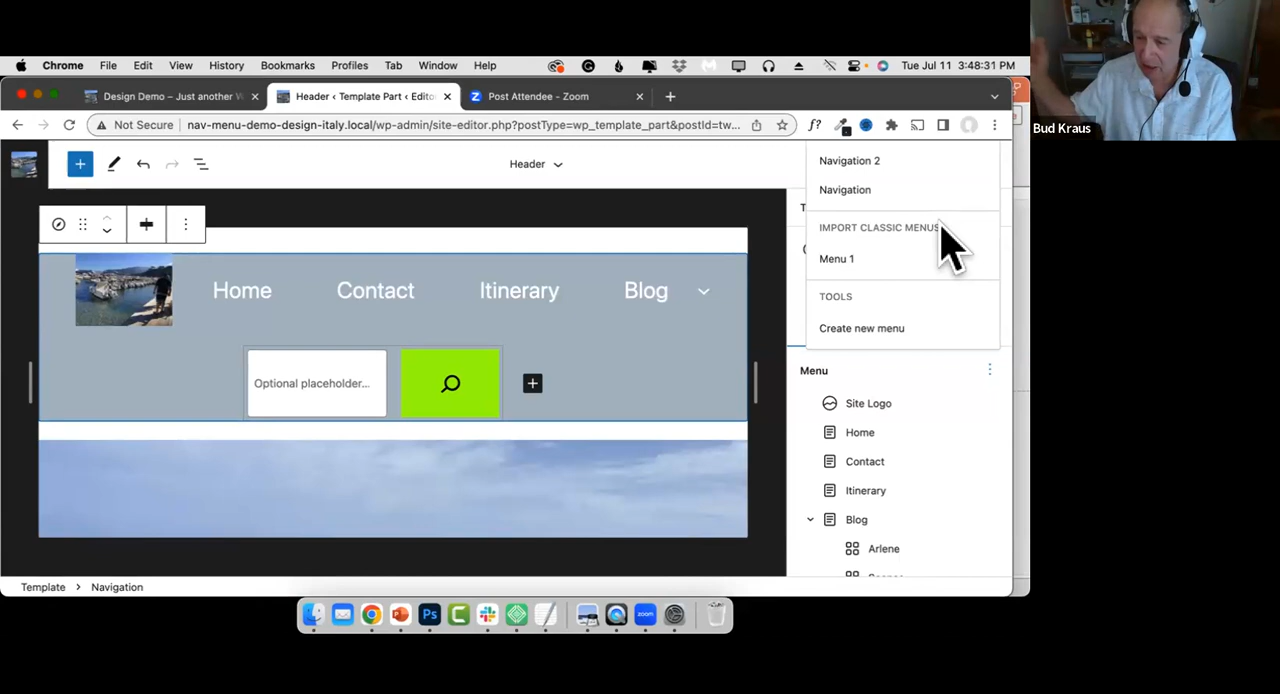 Chrome File Edit View History Bookmarks Profiles Tab Window Help Tue Jul 11 3:48:31 PM
Design Demo – Just another W Header ‹ Template Part ‹ Editor Post Attendee - Zoom
Not Secure nav-menu-demo-design-italy.local/wp-admin/site-editor.php?postType=wp_template_part&postId=tw... f?
Bud Kraus
Header
Navigation 2
Navigation
IMPORT CLASSIC MENUS
Menu 1
TOOLS
Create new menu
Home Contact Itinerary Blog
Optional placeholder...
Menu
Site Logo
Home
Contact
Itinerary
Blog
Arlene
Template > Navigation
Ps
zoom